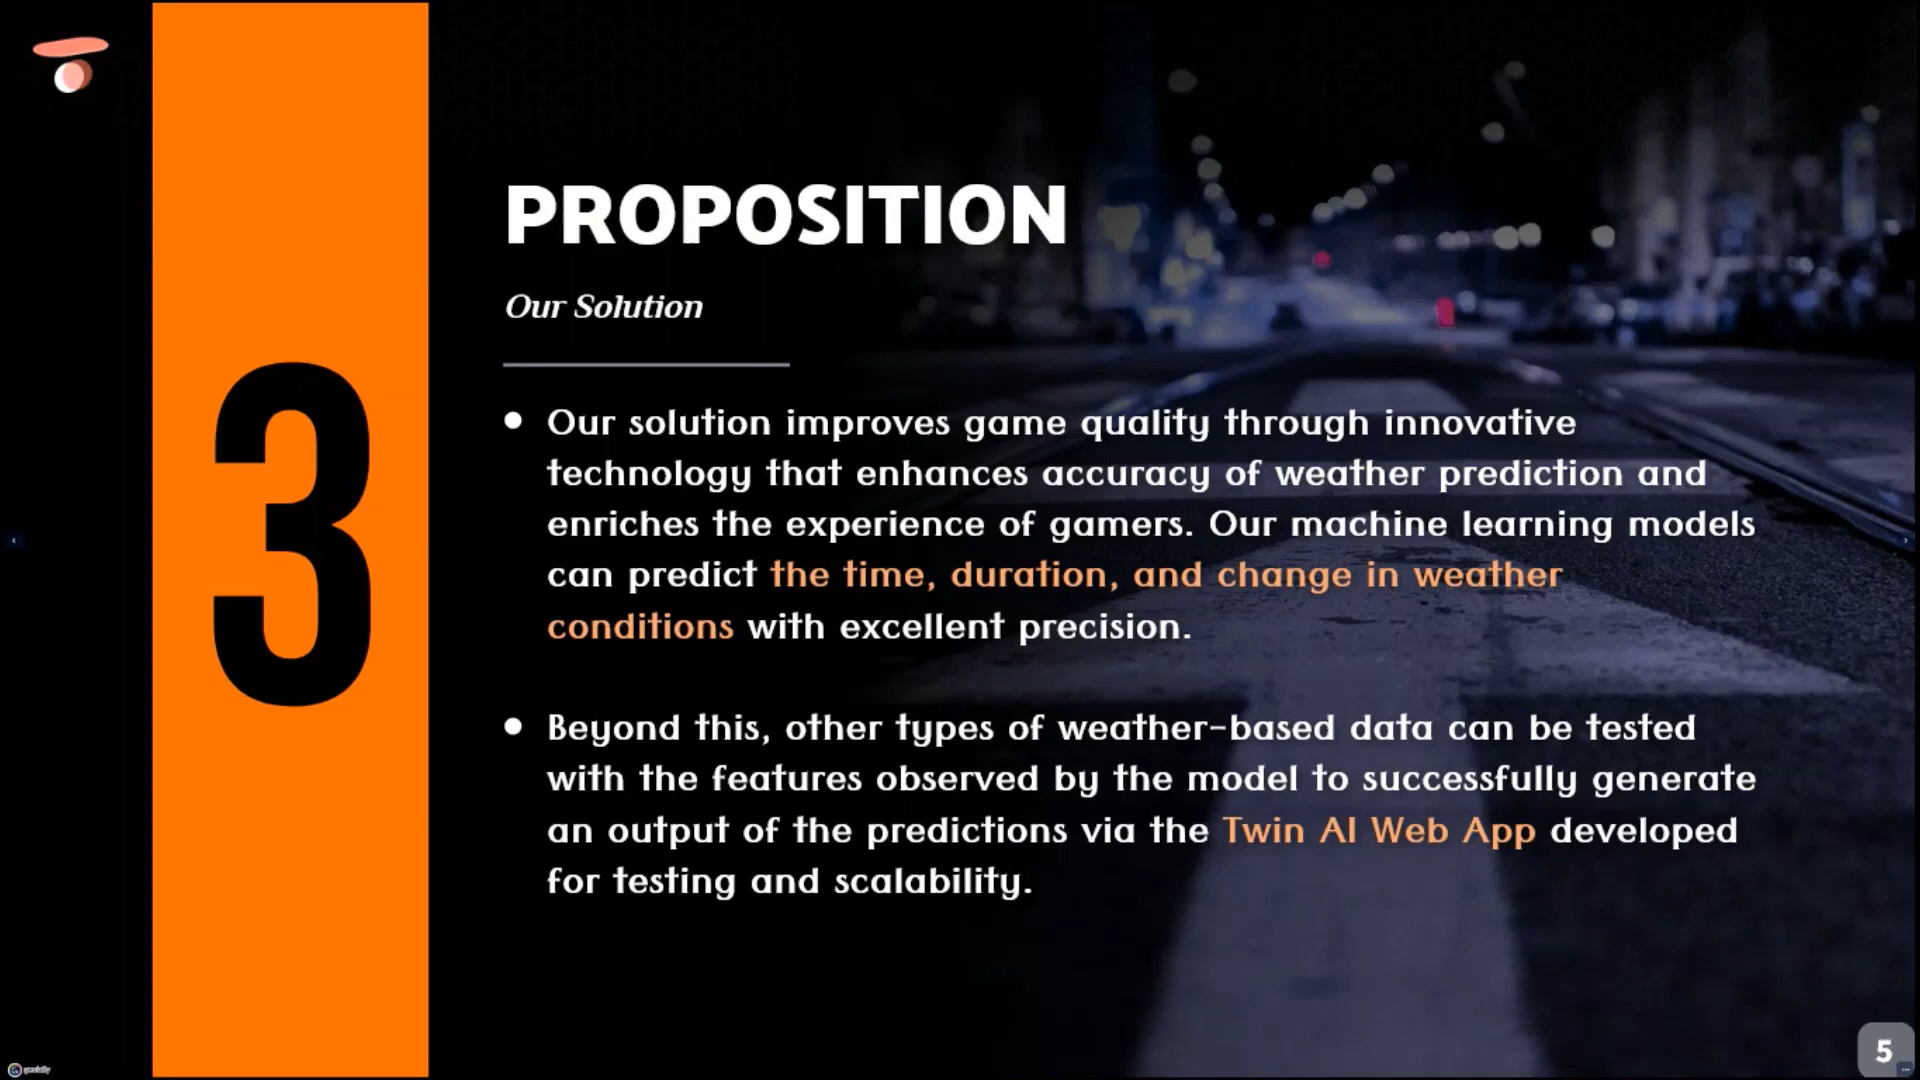 3
PROPOSITION
Our Solution
• Our solution improves game quality through innovative
technology that enhances accuracy of weather prediction and
enriches the experience of gamers. Our machine learning models
can predict the time, duration, and change in weather
conditions with excellent precision.
• Beyond this, other types of weather-based data can be tested
with the features observed by the model to successfully generate
an output of the predictions via the Twin AI Web App developed
for testing and scalability.
5
genially